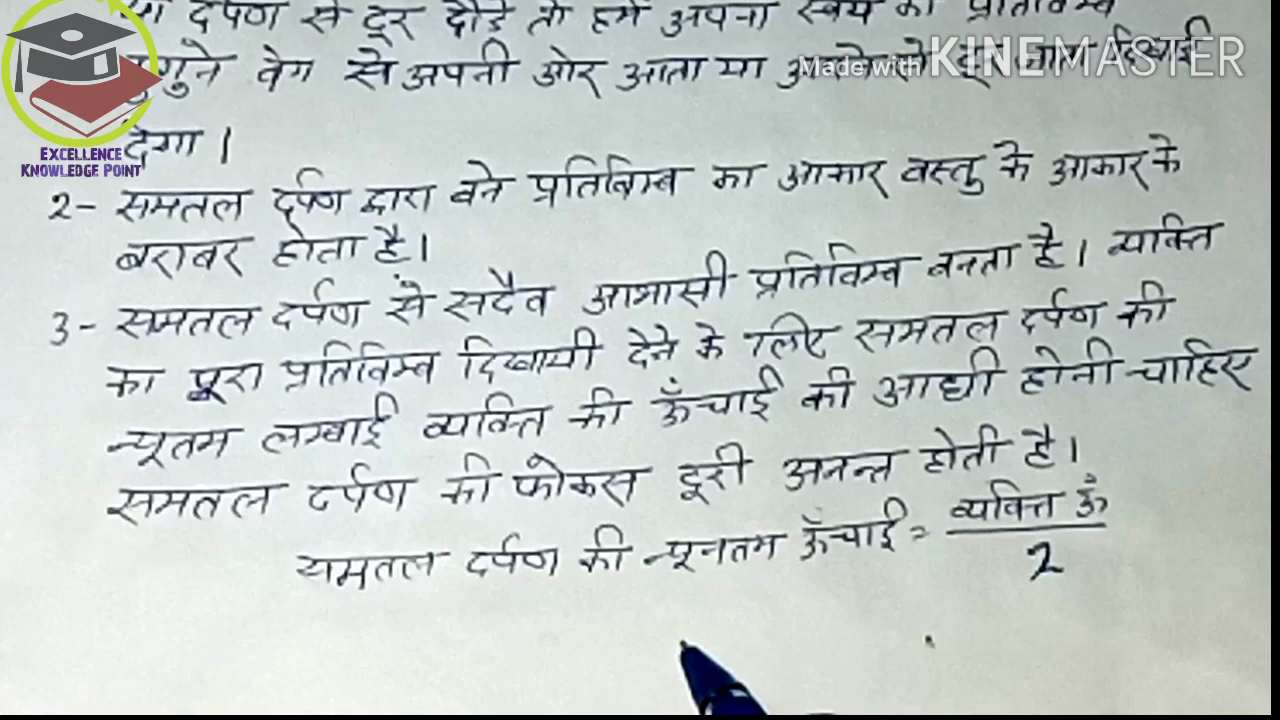 या दर्पण से दूर दौड़े तो हमें अपना स्वयं का प्रतिबिम्ब
दुगुने वेग से अपनी ओर आता या
Made with KINEMASTER
दिखाई
देगा।
EXCELLENCE
KNOWLEDGE POINT
2- समतल दर्पण द्वारा बने प्रतिबिम्ब का आकार वस्तु के आकार के
बराबर होता है।
3- समतल दर्पण से सदैव आभासी प्रतिविम्ब बनता है। व्यक्ति
का पूरा प्रतिविम्ब दिखायी देने के लिए समतल दर्पण की
न्यूतम लम्बाई व्यक्ति की ऊँचाई की आधी होनी चाहिए
समतल दर्पण की फोकस दूरी अनन्त होती है।
समतल दर्पण की न्यूनतम ऊँचाई = व्यक्ति ऊँ / 2